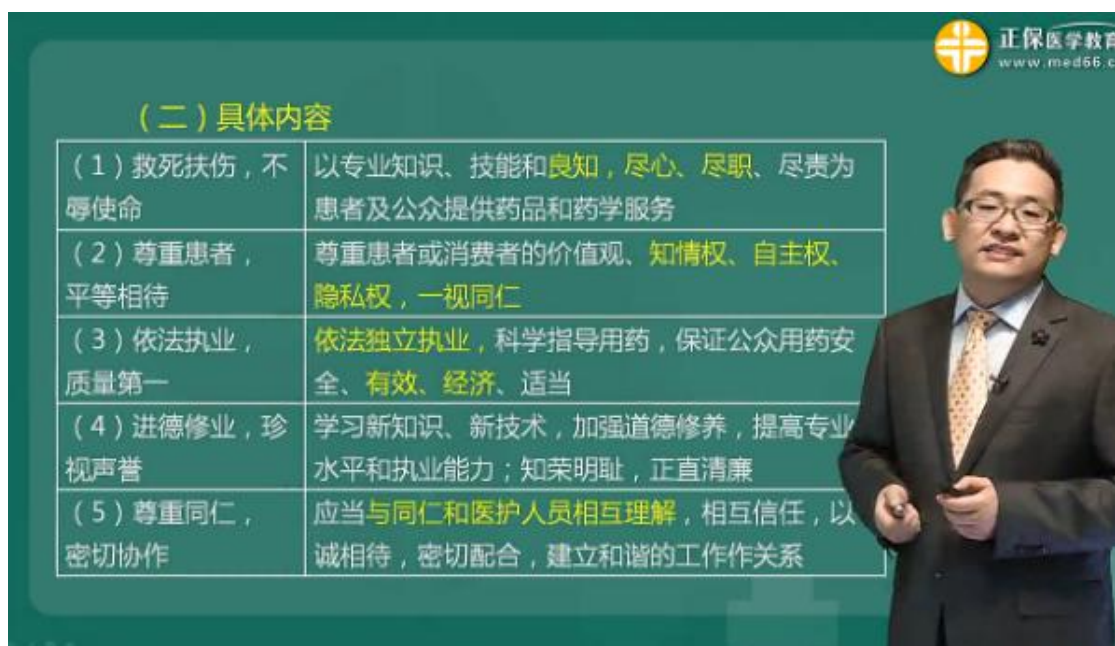 正保医学教育
www.med66.c
（二）具体内容
（1）救死扶伤，不
辱使命
以专业知识、技能和良知，尽心、尽职、尽责为
患者及公众提供药品和药学服务
（2）尊重患者，
平等相待
尊重患者或消费者的价值观、知情权、自主权、
隐私权，一视同仁
（3）依法执业，
质量第一
依法独立执业，科学指导用药，保证公众用药安
全、有效、经济、适当
（4）进德修业，珍
视声誉
学习新知识、新技术，加强道德修养，提高专业
水平和执业能力；知荣明耻，正直清廉
（5）尊重同仁，
密切协作
应当与同仁和医护人员相互理解，相互信任，以
诚相待，密切配合，建立和谐的工作作关系